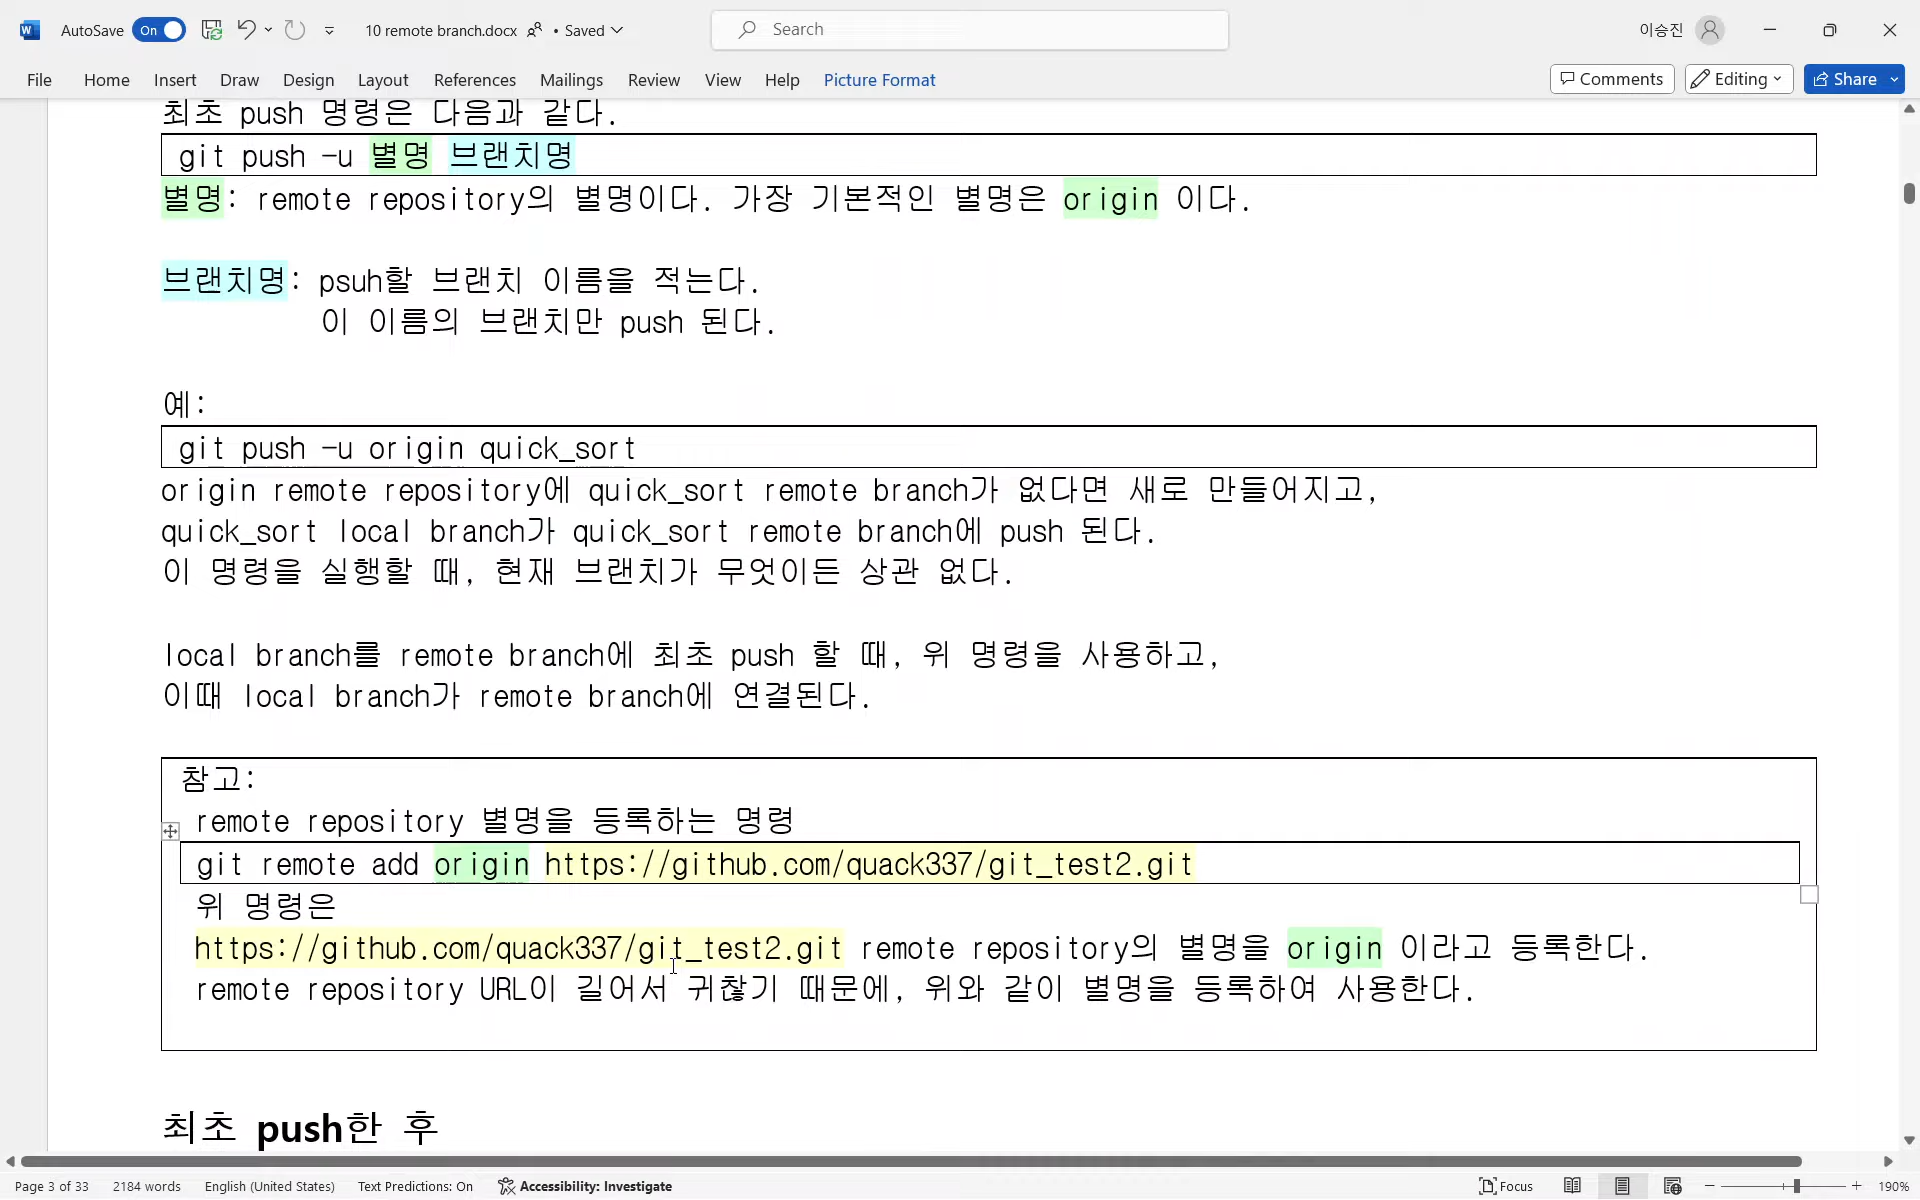 AutoSave On 10 remote branch.docx • Saved Search 이승진
File Home Insert Draw Design Layout References Mailings Review View Help Picture Format Comments Editing Share
최초 push 명령은 다음과 같다.
git push -u 별명 브랜치명
별명: remote repository의 별명이다. 가장 기본적인 별명은 origin 이다.
브랜치명: psuh할 브랜치 이름을 적는다.
이 이름의 브랜치만 push 된다.
예:
git push -u origin quick_sort
origin remote repository에 quick_sort remote branch가 없다면 새로 만들어지고,
quick_sort local branch가 quick_sort remote branch에 push 된다.
이 명령을 실행할 때, 현재 브랜치가 무엇이든 상관 없다.
local branch를 remote branch에 최초 push 할 때, 위 명령을 사용하고,
이때 local branch가 remote branch에 연결된다.
참고:
remote repository 별명을 등록하는 명령
git remote add origin https://github.com/quack337/git_test2.git
위 명령은
https://github.com/quack337/git_test2.git remote repository의 별명을 origin 이라고 등록한다.
remote repository URL이 길어서 귀찮기 때문에, 위와 같이 별명을 등록하여 사용한다.
최초 push한 후
Page 3 of 33 2184 words English (United States) Text Predictions: On Accessibility: Investigate Focus 190%